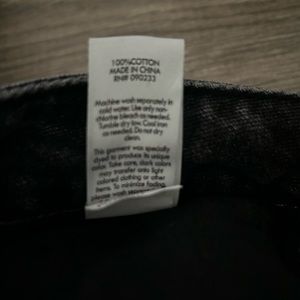 100%COTTON
MADE IN CHINA
RN# 090233
Machine wash separately in
cold water. Use only non-
chlorine bleach as needed.
Tumble dry low. Cool iron
as needed. Do not dry
clean.
This garment was specially
dyed to produce its unique
color. Take care, dark colors
may transfer onto light
colored clothing or other
items. To minimize fading,
please wash separately